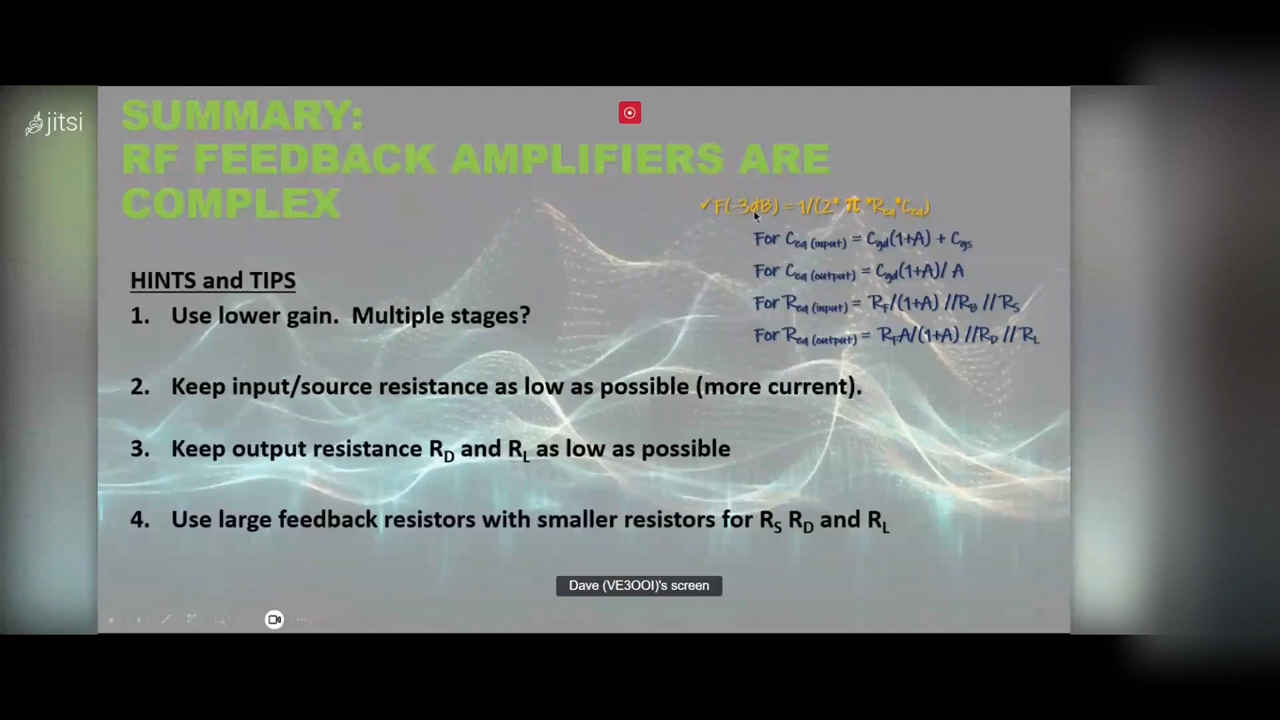 jitsi
SUMMARY:
RF FEEDBACK AMPLIFIERS ARE
COMPLEX
✓F(-3dB) = 1/(2* π *Req*Ceq)
For Ceq (input) = Cgd(1+A) + Cgs
For Ceq (output) = Cgd(1+A)/ A
For Req (input) = RF/(1+A) //RB // RS
For Req (output) = RFA/(1+A) //RD // RL
HINTS and TIPS
1. Use lower gain. Multiple stages?
2. Keep input/source resistance as low as possible (more current).
3. Keep output resistance RD and RL as low as possible
4. Use large feedback resistors with smaller resistors for RS RD and RL
Dave (VE3OOI)'s screen